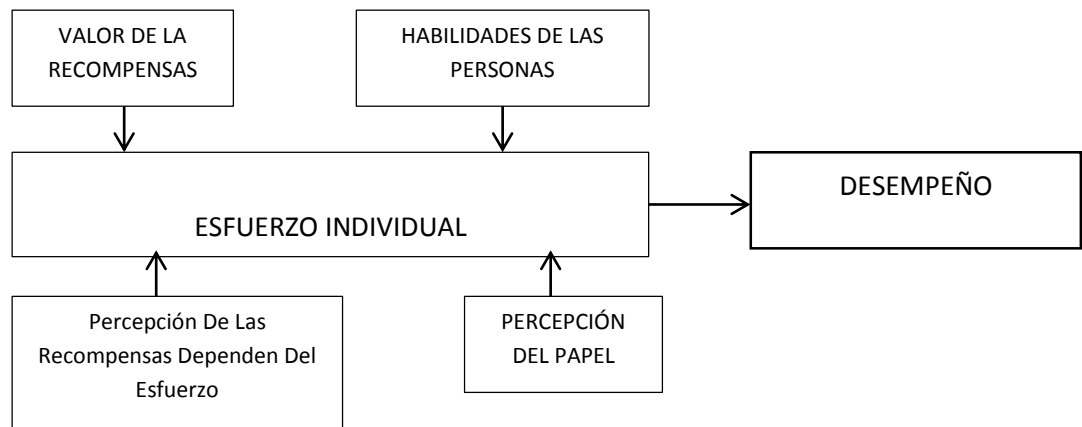 VALOR DE LA
RECOMPENSAS
HABILIDADES DE LAS
PERSONAS
ESFUERZO INDIVIDUAL
DESEMPEÑO
Percepción De Las
Recompensas Dependen Del
Esfuerzo
PERCEPCIÓN
DEL PAPEL